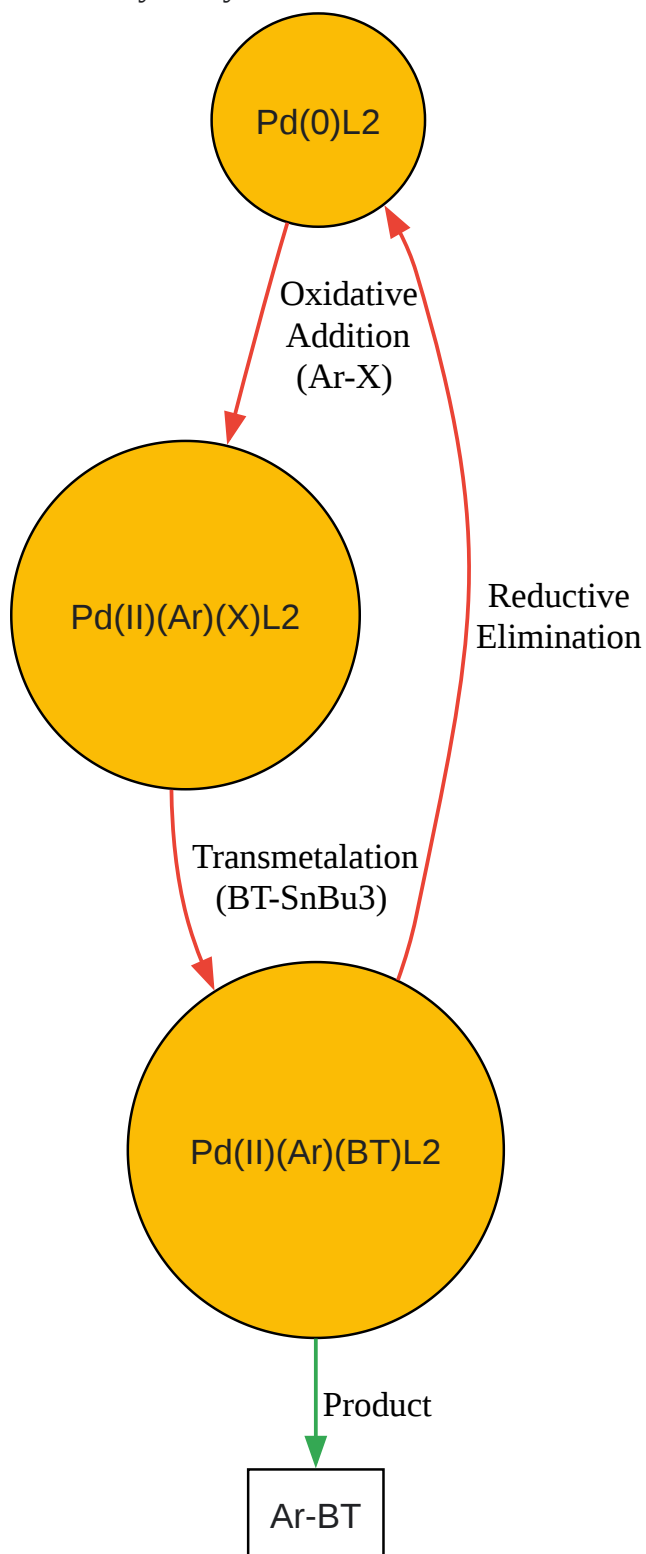 Pd(0)L2
Oxidative
Addition
(Ar-X)
Pd(II)(Ar)(X)L2
Reductive
Elimination
Transmetalation
(BT-SnBu3)
Pd(II)(Ar)(BT)L2
Product
Ar-BT